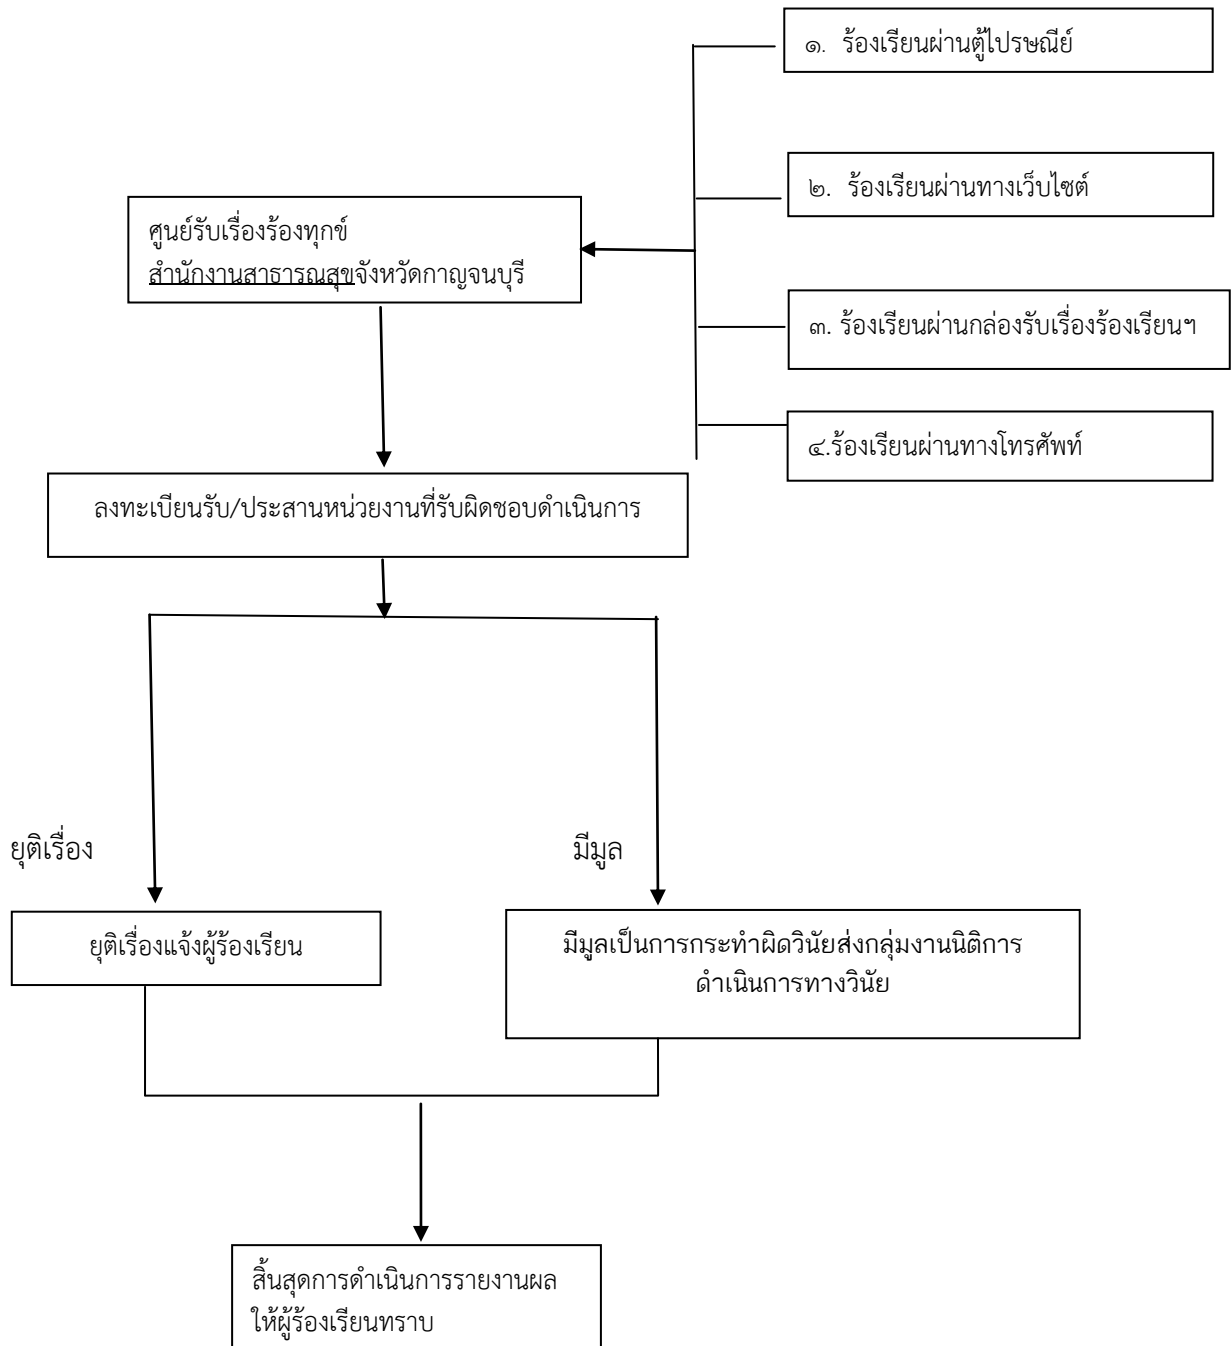 ๑. ร้องเรียนผ่านตู้ไปรษณีย์
๒. ร้องเรียนผ่านทางเว็บไซต์
ศูนย์รับเรื่องร้องทุกข์
สำนักงานสาธารณสุขจังหวัดกาญจนบุรี
๓. ร้องเรียนผ่านกล่องรับเรื่องร้องเรียนฯ
๔.ร้องเรียนผ่านทางโทรศัพท์
ลงทะเบียนรับ/ประสานหน่วยงานที่รับผิดชอบดำเนินการ
ยุติเรื่อง
มีมูล
ยุติเรื่องแจ้งผู้ร้องเรียน
มีมูลเป็นการกระทำผิดวินัยส่งกลุ่มงานนิติการ
ดำเนินการทางวินัย
สิ้นสุดการดำเนินการรายงานผล
ให้ผู้ร้องเรียนทราบ